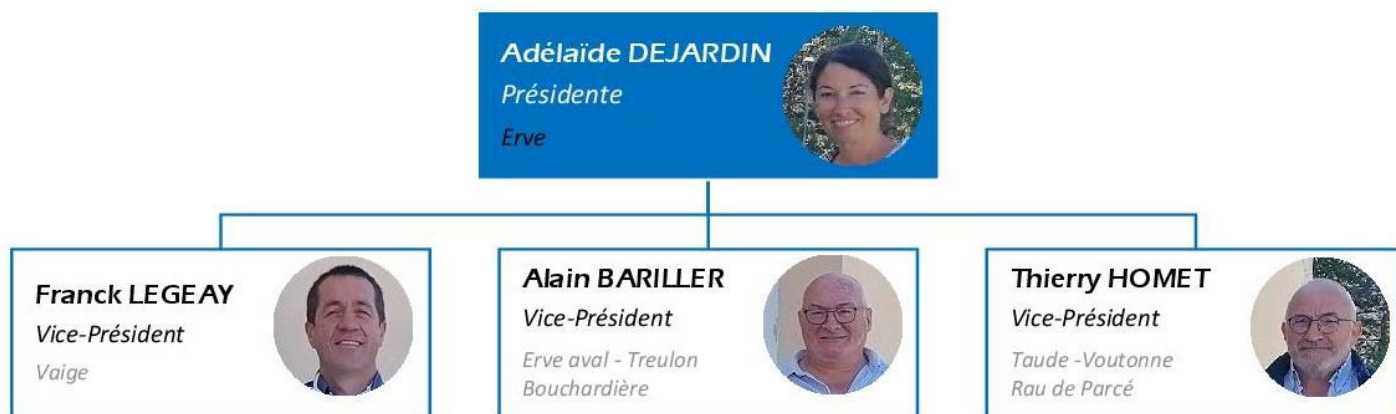 Adélaïde DEJARDIN
Présidente
Erve
Franck LEGEAY
Vice-Président
Vaige
Alain BARILLER
Vice-Président
Erve aval - Treulon
Bouchardière
Thierry HOMET
Vice-Président
Taude -Voutonne
Rau de Parcé